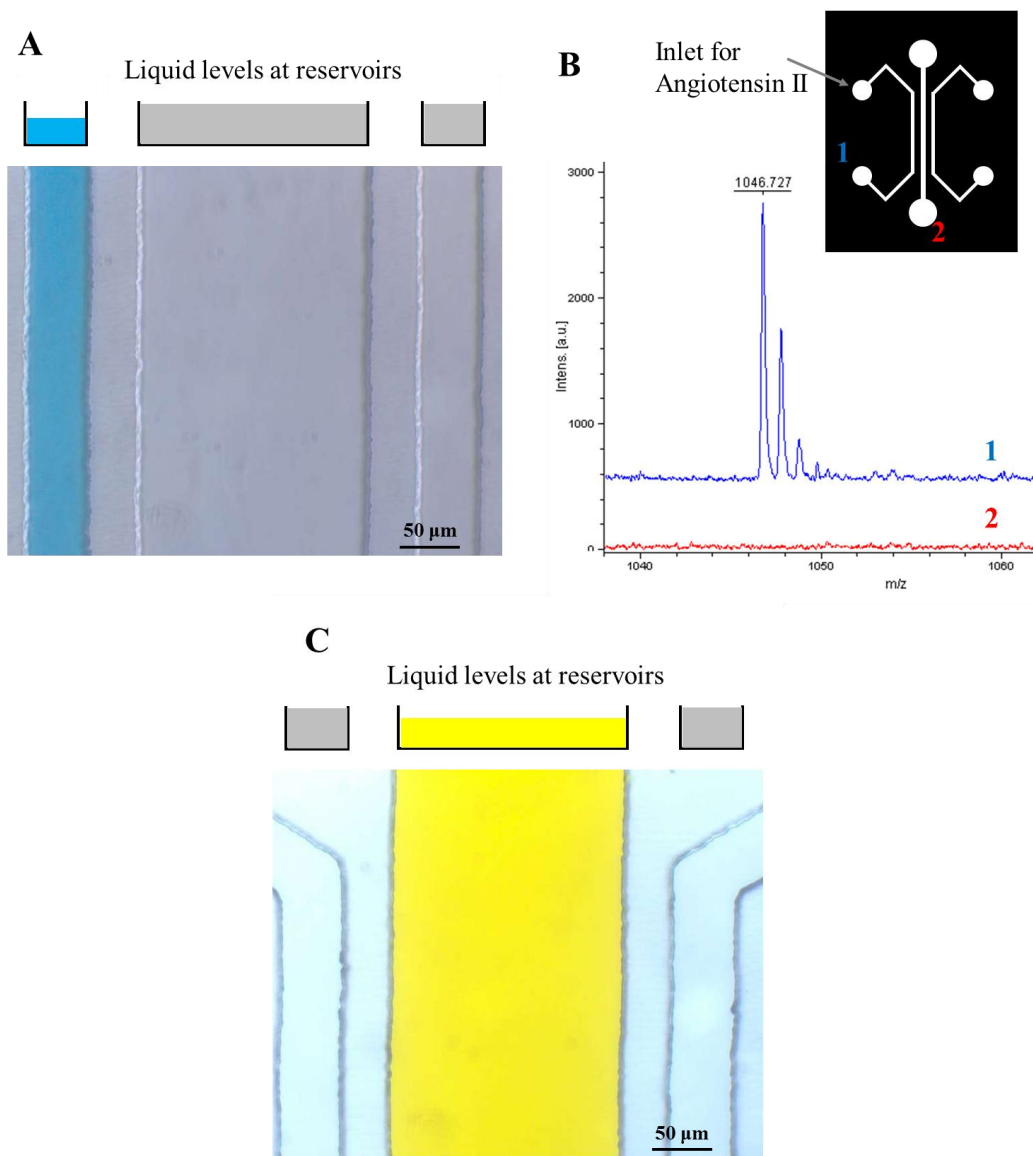 A
Liquid levels at reservoirs
50 µm
B
Inlet for
Angiotensin II
1
2
3000
2000
1000
0
Intens. [a.u.]
1046.727
1
2
1040
1050
1060
m/z
C
Liquid levels at reservoirs
50 µm